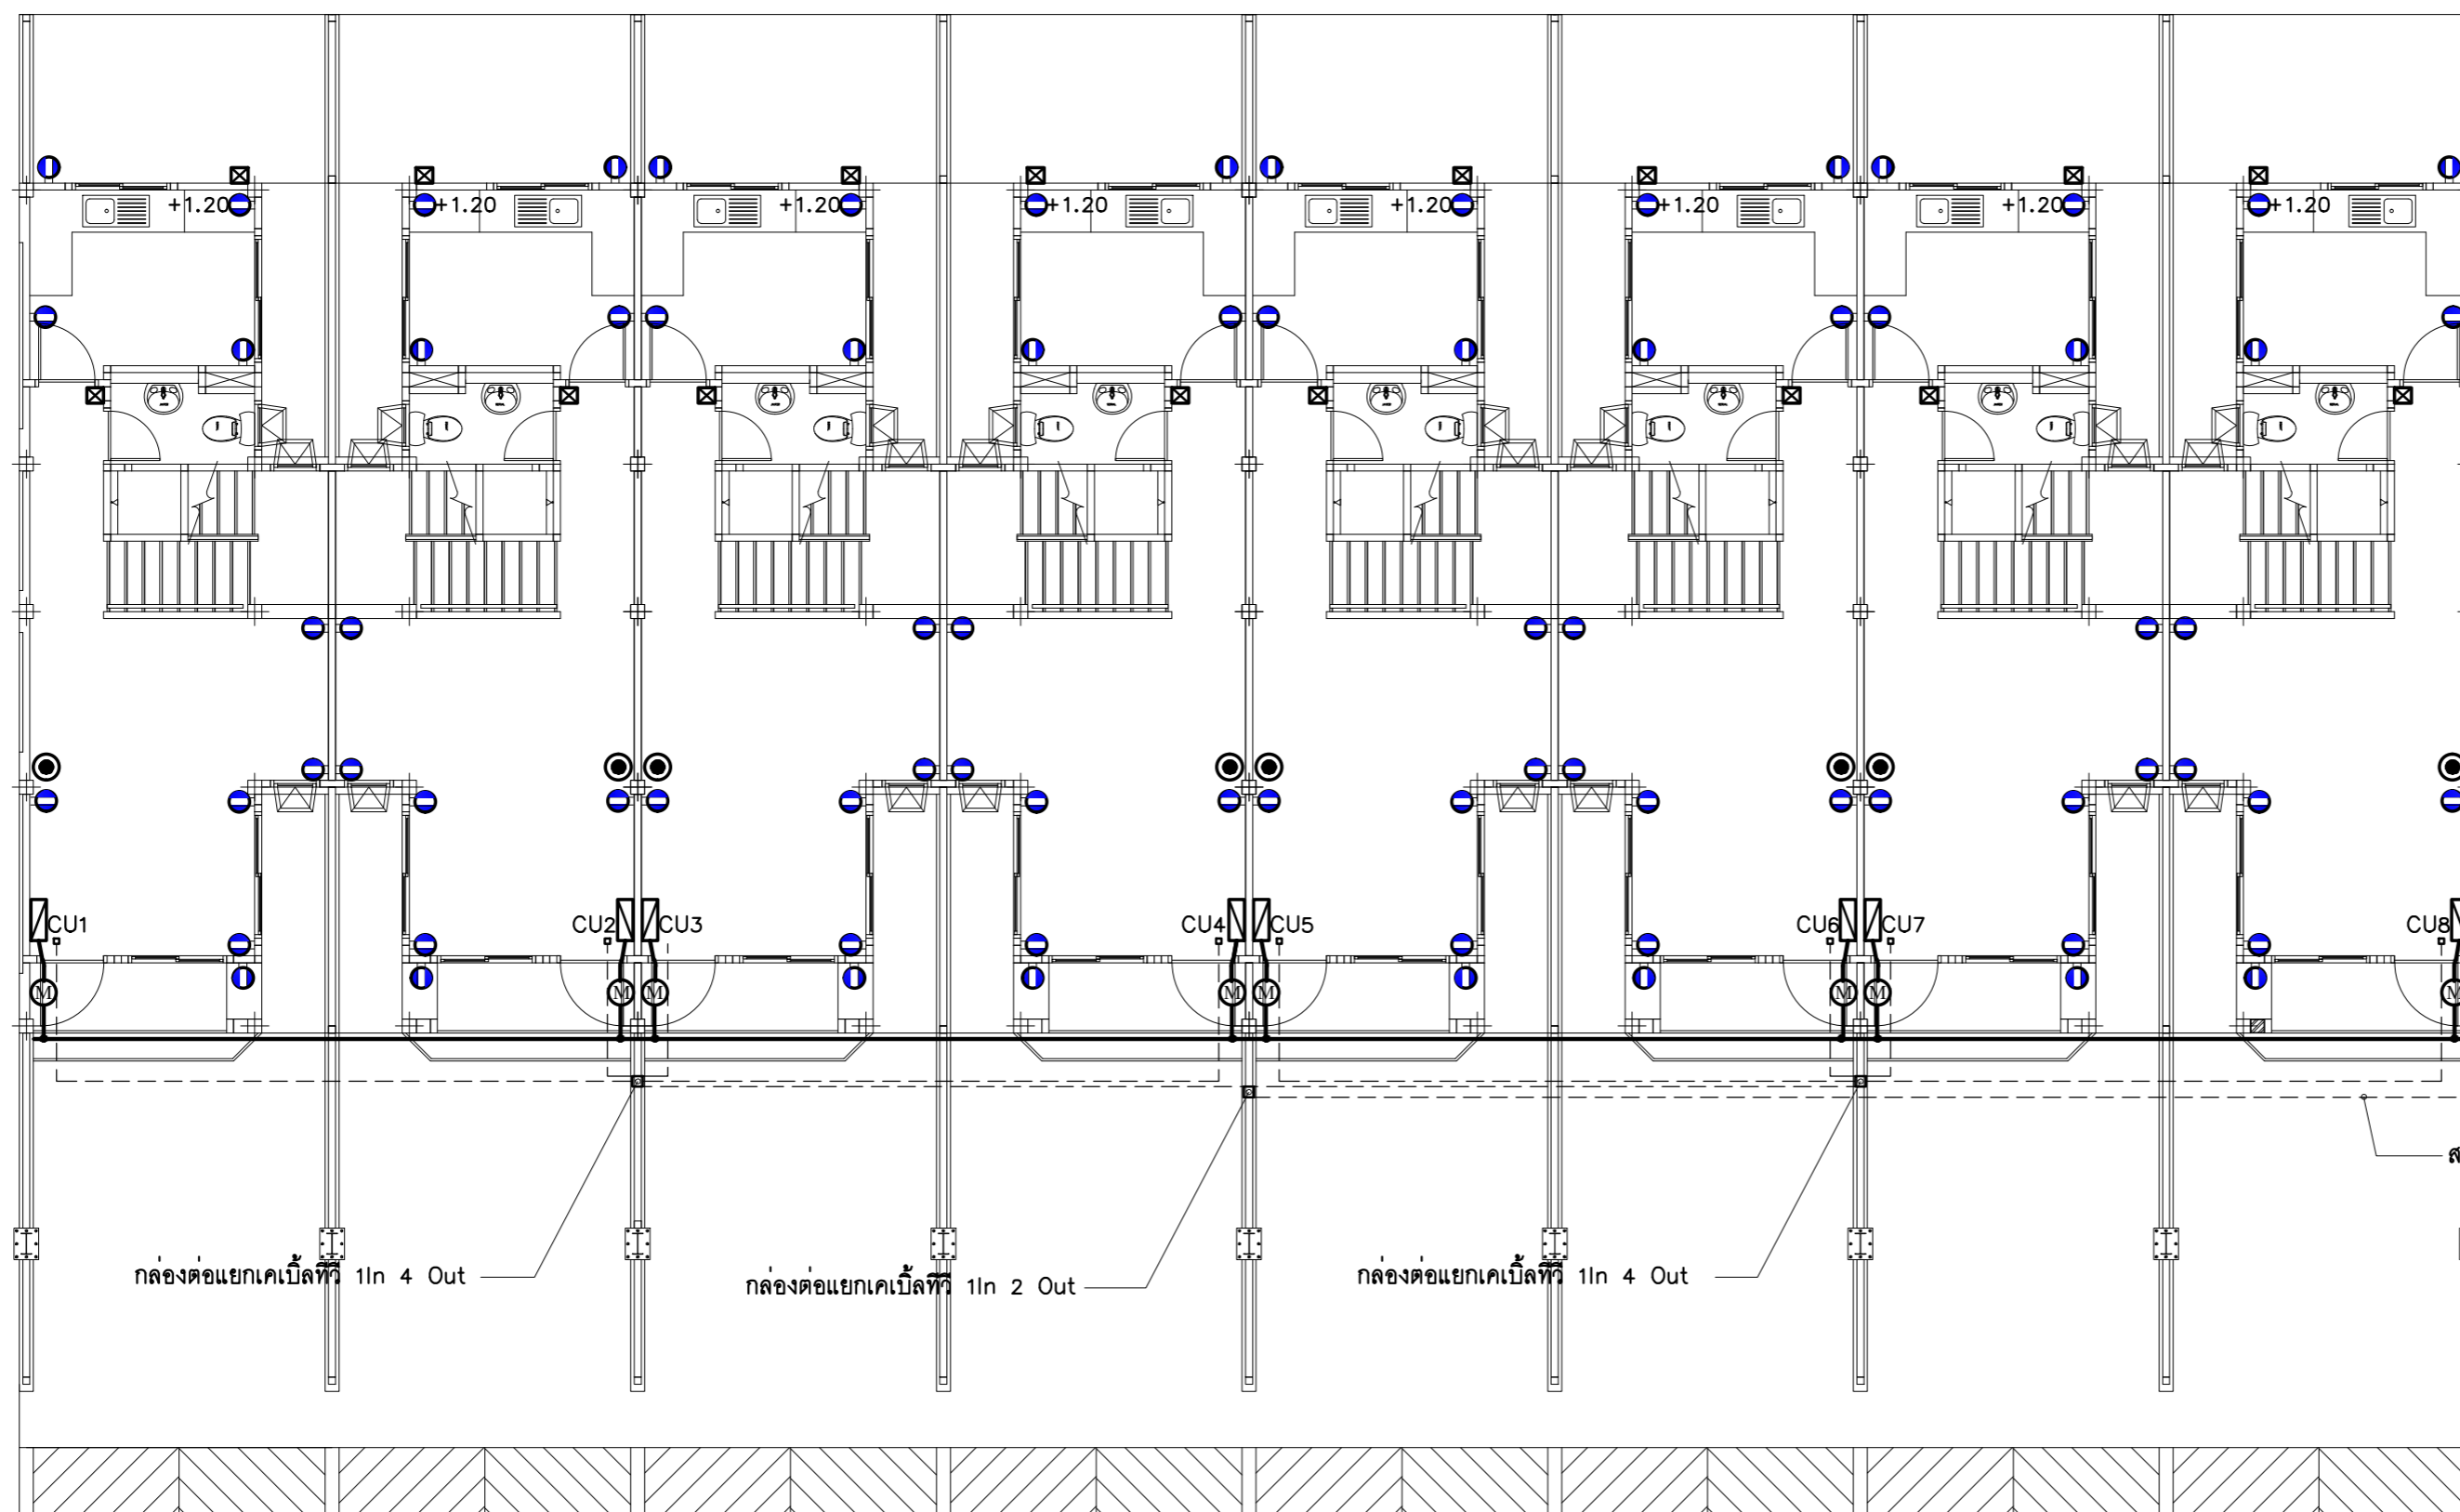 +1.20 +1.20 +1.20 +1.20 +1.20 +1.20 +1.20 +1.20
CU1 CU2 CU3 CU4 CU5 CU6 CU7 CU8
M M M M M M M M
กล่องต่อแยกเคเบิ้ลทีวี 1In 4 Out
กล่องต่อแยกเคเบิ้ลทีวี 1In 2 Out
กล่องต่อแยกเคเบิ้ลทีวี 1In 4 Out